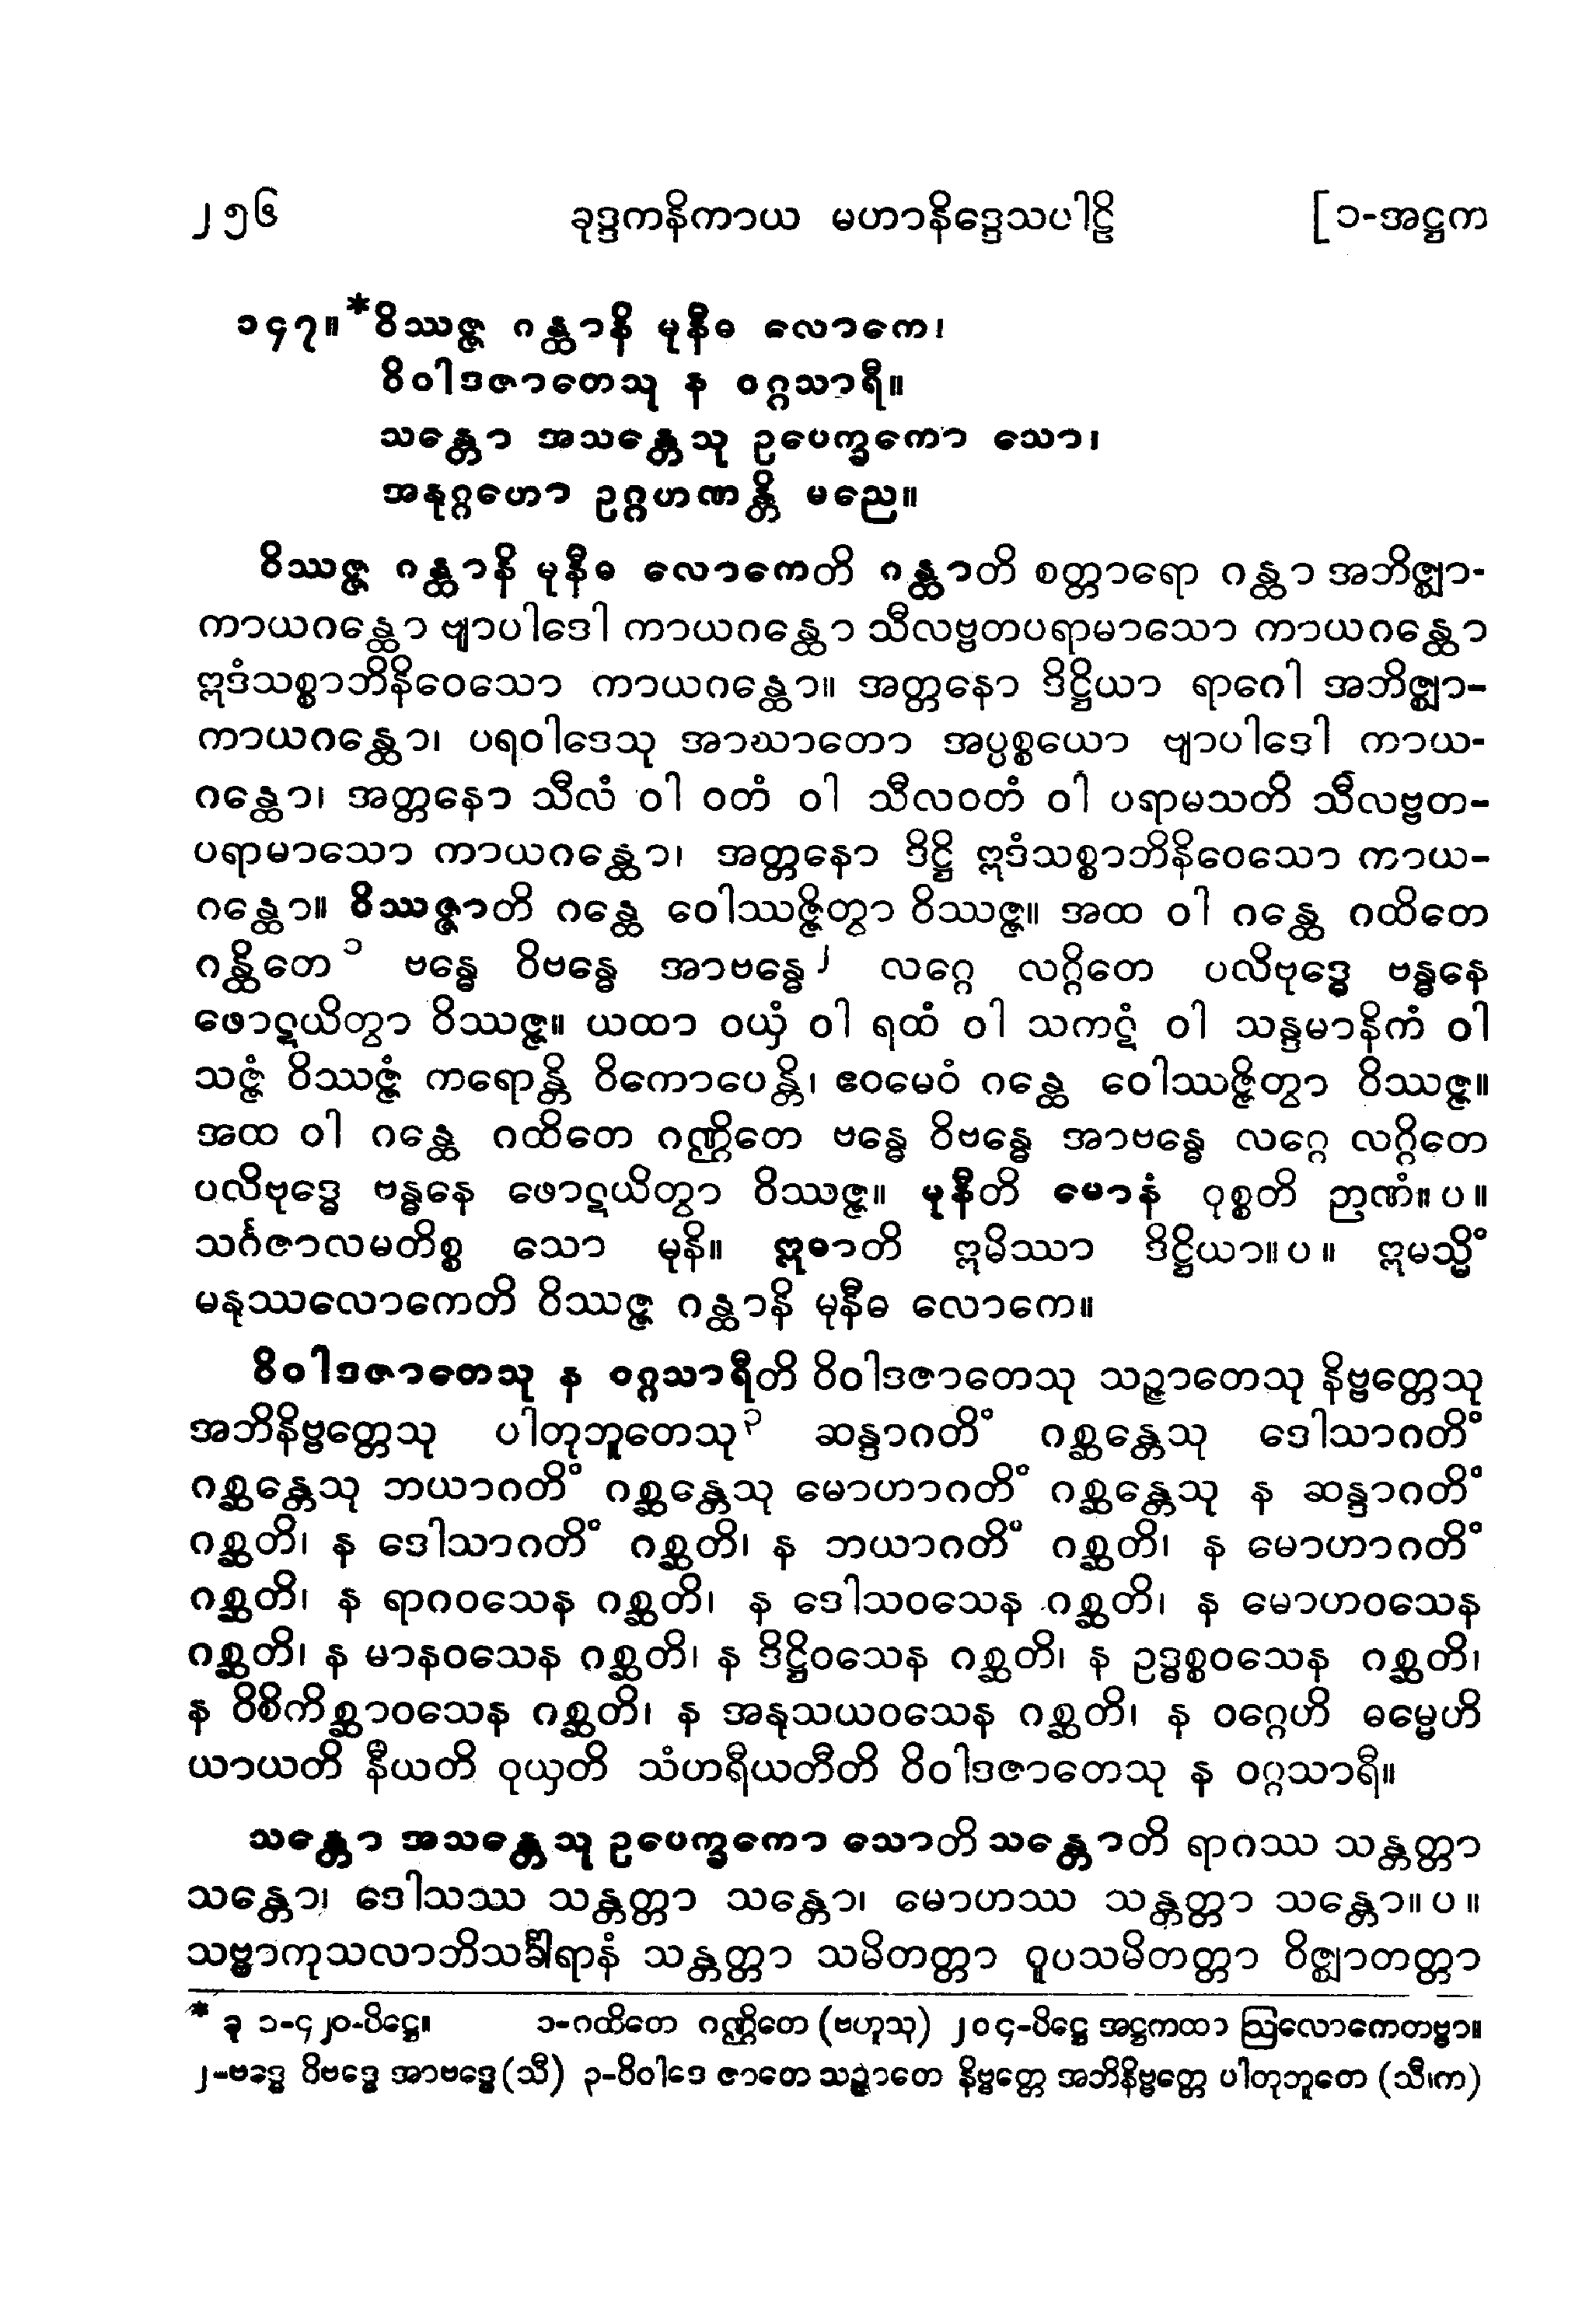 ၂၅၆ ခုဒ္ဒကနိကာယ မဟာနိဒ္ဒေသပါဠိ [၁-အဋ္ဌက
၁၄၇။ *ဝိဿဇ္ဇ ဂန္ထာနိ မုနီဓ လောကေ၊
ဝိဝါဒဇာတေသု န ဝဂ္ဂသာရီ။
သန္တော အသန္တေသု ဥပေက္ခကော သော၊
အနုဂ္ဂဟော ဥဂ္ဂဟဏန္တိ မညေ။
ဝိဿဇ္ဇ ဂန္ထာနိ မုနီဓ လောကေတိ ဂန္ထာတိ စတ္တာရော ဂန္ထာ အဘိဇ္ဈာ-
ကာယဂန္ထော ဗျာပါဒေါ ကာယဂန္ထော သီလဗ္ဗတပရာမာသော ကာယဂန္ထော
ဣဒံသစ္စာဘိနိဝေသော ကာယဂန္ထော။ အတ္တနော ဒိဋ္ဌိယာ ရာဂေါ အဘိဇ္ဈာ-
ကာယဂန္ထော၊ ပရဝါဒေသု အာဃာတော အပ္ပစ္စယော ဗျာပါဒေါ ကာယ-
ဂန္ထော၊ အတ္တနော သီလံ ဝါ ဝတံ ဝါ သီလဝတံ ဝါ ပရာမသတိ သီလဗ္ဗတ-
ပရာမာသော ကာယဂန္ထော၊ အတ္တနော ဒိဋ္ဌိ ဣဒံသစ္စာဘိနိဝေသော ကာယ-
ဂန္ထော။ ဝိဿဇ္ဇာတိ ဂန္ထေ ဝေါဿဇ္ဇိတွာ ဝိဿဇ္ဇ။ အထ ဝါ ဂန္ထေ ဂထိတေ
ဂန္ထိတေ၁ ဗန္ဓေ ဝိဗန္ဓေ အာဗန္ဓေ၂ လဂ္ဂေ လဂ္ဂိတေ ပလိဗုဒ္ဓေ ဗန္ဓနေ
ဖောဋယိတွာ ဝိဿဇ္ဇ။ ယထာ ဝယှံ ဝါ ရထံ ဝါ သကဋံ ဝါ သန္ဒမာနိကံ ဝါ
သဇ္ဇံ ဝိဿဇ္ဇံ ကရောန္တိ ဝိကောပေန္တိ၊ ဧဝမေဝံ ဂန္ထေ ဝေါဿဇ္ဇိတွာ ဝိဿဇ္ဇ။
အထ ဝါ ဂန္ထေ ဂထိတေ ဂဏ္ဌိတေ ဗန္ဓေ ဝိဗန္ဓေ အာဗန္ဓေ လဂ္ဂေ လဂ္ဂိတေ
ပလိဗုဒ္ဓေ ဗန္ဓနေ ဖောဋယိတွာ ဝိဿဇ္ဇ။ မုနီတိ မောနံ ဝုစ္စတိ ဉာဏံ။ပ။
သင်္ဂဇာလမတိစ္စ သော မုနိ။ ဣဓာတိ ဣမိဿာ ဒိဋ္ဌိယာ။ပ။ ဣမသ္မိံ
မနုဿလောကေတိ ဝိဿဇ္ဇ ဂန္ထာနိ မုနီဓ လောကေ။
ဝိဝါဒဇာတေသု န ဝဂ္ဂသာရီတိ ဝိဝါဒဇာတေသု သဉ္ဇာတေသု နိဗ္ဗတ္တေသု
အဘိနိဗ္ဗတ္တေသု ပါတုဘူတေသု၃ ဆန္ဒာဂတိံ ဂစ္ဆန္တေသု ဒေါသာဂတိံ
ဂစ္ဆန္တေသု ဘယာဂတိံ ဂစ္ဆန္တေသု မောဟာဂတိံ ဂစ္ဆန္တေသု န ဆန္ဒာဂတိံ
ဂစ္ဆတိ၊ န ဒေါသာဂတိံ ဂစ္ဆတိ၊ န ဘယာဂတိံ ဂစ္ဆတိ၊ န မောဟာဂတိံ
ဂစ္ဆတိ၊ န ရာဂဝသေန ဂစ္ဆတိ၊ န ဒေါသဝသေန ဂစ္ဆတိ၊ န မောဟဝသေန
ဂစ္ဆတိ၊ န မာနဝသေန ဂစ္ဆတိ၊ န ဒိဋ္ဌိဝသေန ဂစ္ဆတိ၊ န ဥဒ္ဓစ္စဝသေန ဂစ္ဆတိ၊
န ဝိစိကိစ္ဆာဝသေန ဂစ္ဆတိ၊ န အနုသယဝသေန ဂစ္ဆတိ၊ န ဝဂ္ဂေဟိ ဓမ္မေဟိ
ယာယတိ နီယတိ ဝုယှတိ သံဟရီယတီတိ ဝိဝါဒဇာတေသု န ဝဂ္ဂသာရီ။
သန္တော အသန္တေသု ဥပေက္ခကော သောတိ သန္တောတိ ရာဂဿ သန္တတ္တာ
သန္တော၊ ဒေါသဿ သန္တတ္တာ သန္တော၊ မောဟဿ သန္တတ္တာ သန္တော။ပ။
သဗ္ဗာကုသလာဘိသင်္ခါရာနံ သန္တတ္တာ သမိတတ္တာ ဝူပသမိတတ္တာ ဝိဇ္ဈာတတ္တာ
* ခု ၁-၄၂၀-ပိဋ္ဌေ။ ၁-ဂထိတေ ဂဏ္ဌိတေ (ဗဟူသု) ၂၀၄-ပိဋ္ဌေ အဋ္ဌကထာ ဩလောကေတဗ္ဗာ။
၂-ဗဒ္ဓေ ဝိဗဒ္ဓေ အာဗဒ္ဓေ (သီ) ၃-ဝိဝါဒေ ဇာတေ သဉ္ဇာတေ နိဗ္ဗတ္တေ အဘိနိဗ္ဗတ္တေ ပါတုဘူတေ (သီ၊က)